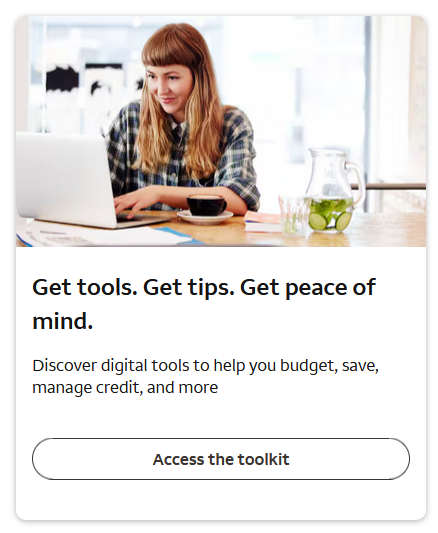 Get tools. Get tips. Get peace of
mind.
Discover digital tools to help you budget, save,
manage credit, and more
Access the toolkit